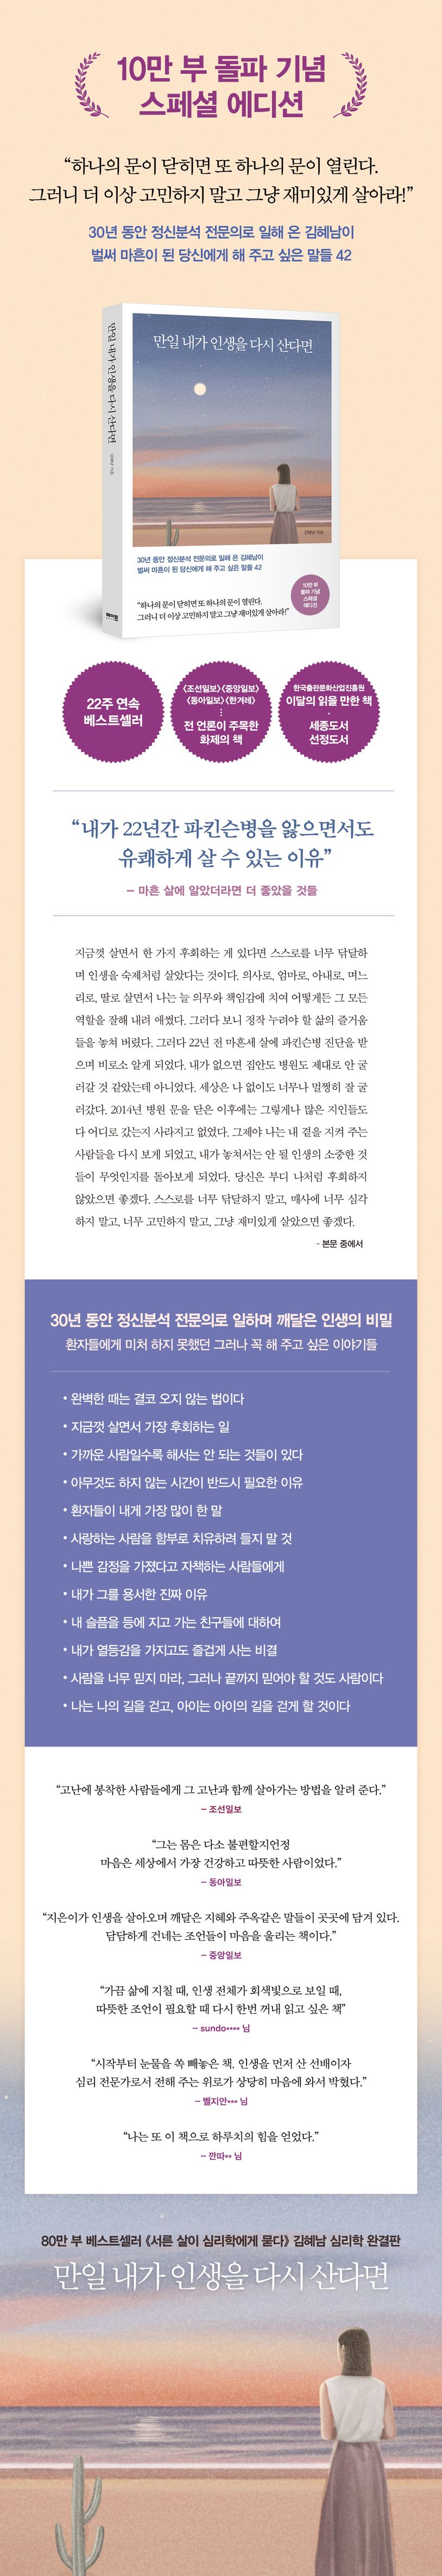 10만 부 돌파 기념
스페셜 에디션
“하나의 문이 닫히면 또 하나의 문이 열린다.
그러니 더 이상 고민하지 말고 그냥 재미있게 살아라!”
30년 동안 정신분석 전문의로 일해 온 김혜남이
벌써 마흔이 된 당신에게 해 주고 싶은 말들 42
만일 내가 인생을 다시 산다면
김혜남 지음
메이븐
만일 내가 인생을 다시 산다면
김혜남 지음
30년 동안 정신분석 전문의로 일해 온 김혜남이
벌써 마흔이 된 당신에게 해 주고 싶은 말들 42
“하나의 문이 닫히면 또 하나의 문이 열린다.
그러니 더 이상 고민하지 말고 그냥 재미있게 살아라!”
10만 부
돌파 기념
스페셜
에디션
22주 연속
베스트셀러
〈조선일보〉〈중앙일보〉
〈동아일보〉〈한겨레〉
⋮
전 언론이 주목한
화제의 책
한국출판문화산업진흥원
이달의 읽을 만한 책
·
세종도서
선정도서
“내가 22년간 파킨슨병을 앓으면서도
유쾌하게 살 수 있는 이유”
– 마흔 살에 알았더라면 더 좋았을 것들
지금껏 살면서 한 가지 후회하는 게 있다면 스스로를 너무 닦달하
며 인생을 숙제처럼 살았다는 것이다. 의사로, 엄마로, 아내로, 며느
리로, 딸로 살면서 나는 늘 의무와 책임감에 치여 어떻게든 그 모든
역할을 잘해 내려 애썼다. 그러다 보니 정작 누려야 할 삶의 즐거움
들을 놓쳐 버렸다. 그러다 22년 전 마흔세 살에 파킨슨병 진단을 받
으며 비로소 알게 되었다. 내가 없으면 집안도 병원도 제대로 안 굴
러갈 것 같았는데 아니었다. 세상은 나 없이도 너무나 멀쩡히 잘 굴
러갔다. 2014년 병원 문을 닫은 이후에는 그렇게나 많은 지인들도
다 어디로 갔는지 사라지고 없었다. 그제야 나는 내 곁을 지켜 주는
사람들을 다시 보게 되었고, 내가 놓쳐서는 안 될 인생의 소중한 것
들이 무엇인지를 돌아보게 되었다. 당신은 부디 나처럼 후회하지
않았으면 좋겠다. 스스로를 너무 닦달하지 말고, 매사에 너무 심각
하지 말고, 너무 고민하지 말고, 그냥 재미있게 살았으면 좋겠다.
- 본문 중에서
30년 동안 정신분석 전문의로 일하며 깨달은 인생의 비밀
환자들에게 미처 하지 못했던 그러나 꼭 해 주고 싶은 이야기들
• 완벽한 때는 결코 오지 않는 법이다
• 지금껏 살면서 가장 후회하는 일
• 가까운 사람일수록 해서는 안 되는 것들이 있다
• 아무것도 하지 않는 시간이 반드시 필요한 이유
• 환자들이 내게 가장 많이 한 말
• 사랑하는 사람을 함부로 치유하려 들지 말 것
• 나쁜 감정을 가졌다고 자책하는 사람들에게
• 내가 그를 용서한 진짜 이유
• 내 슬픔을 등에 지고 가는 친구들에 대하여
• 내가 열등감을 가지고도 즐겁게 사는 비결
• 사람을 너무 믿지 마라, 그러나 끝까지 믿어야 할 것도 사람이다
• 나는 나의 길을 걷고, 아이는 아이의 길을 걷게 할 것이다
“고난에 봉착한 사람들에게 그 고난과 함께 살아가는 방법을 알려 준다.”
– 조선일보
“그는 몸은 다소 불편할지언정
마음은 세상에서 가장 건강하고 따뜻한 사람이었다.”
– 동아일보
“지은이가 인생을 살아오며 깨달은 지혜와 주옥같은 말들이 곳곳에 담겨 있다.
담담하게 건네는 조언들이 마음을 울리는 책이다.”
– 중앙일보
“가끔 삶에 지칠 때, 인생 전체가 회색빛으로 보일 때,
따뜻한 조언이 필요할 때 다시 한번 꺼내 읽고 싶은 책”
– sundo**** 님
“시작부터 눈물을 쏙 빼놓은 책. 인생을 먼저 산 선배이자
심리 전문가로서 전해 주는 위로가 상당히 마음에 와서 박혔다.”
– 벨지안*** 님
“나는 또 이 책으로 하루치의 힘을 얻었다.”
– 깐따** 님
80만 부 베스트셀러 《서른 살이 심리학에게 묻다》 김혜남 심리학 완결판
만일 내가 인생을 다시 산다면